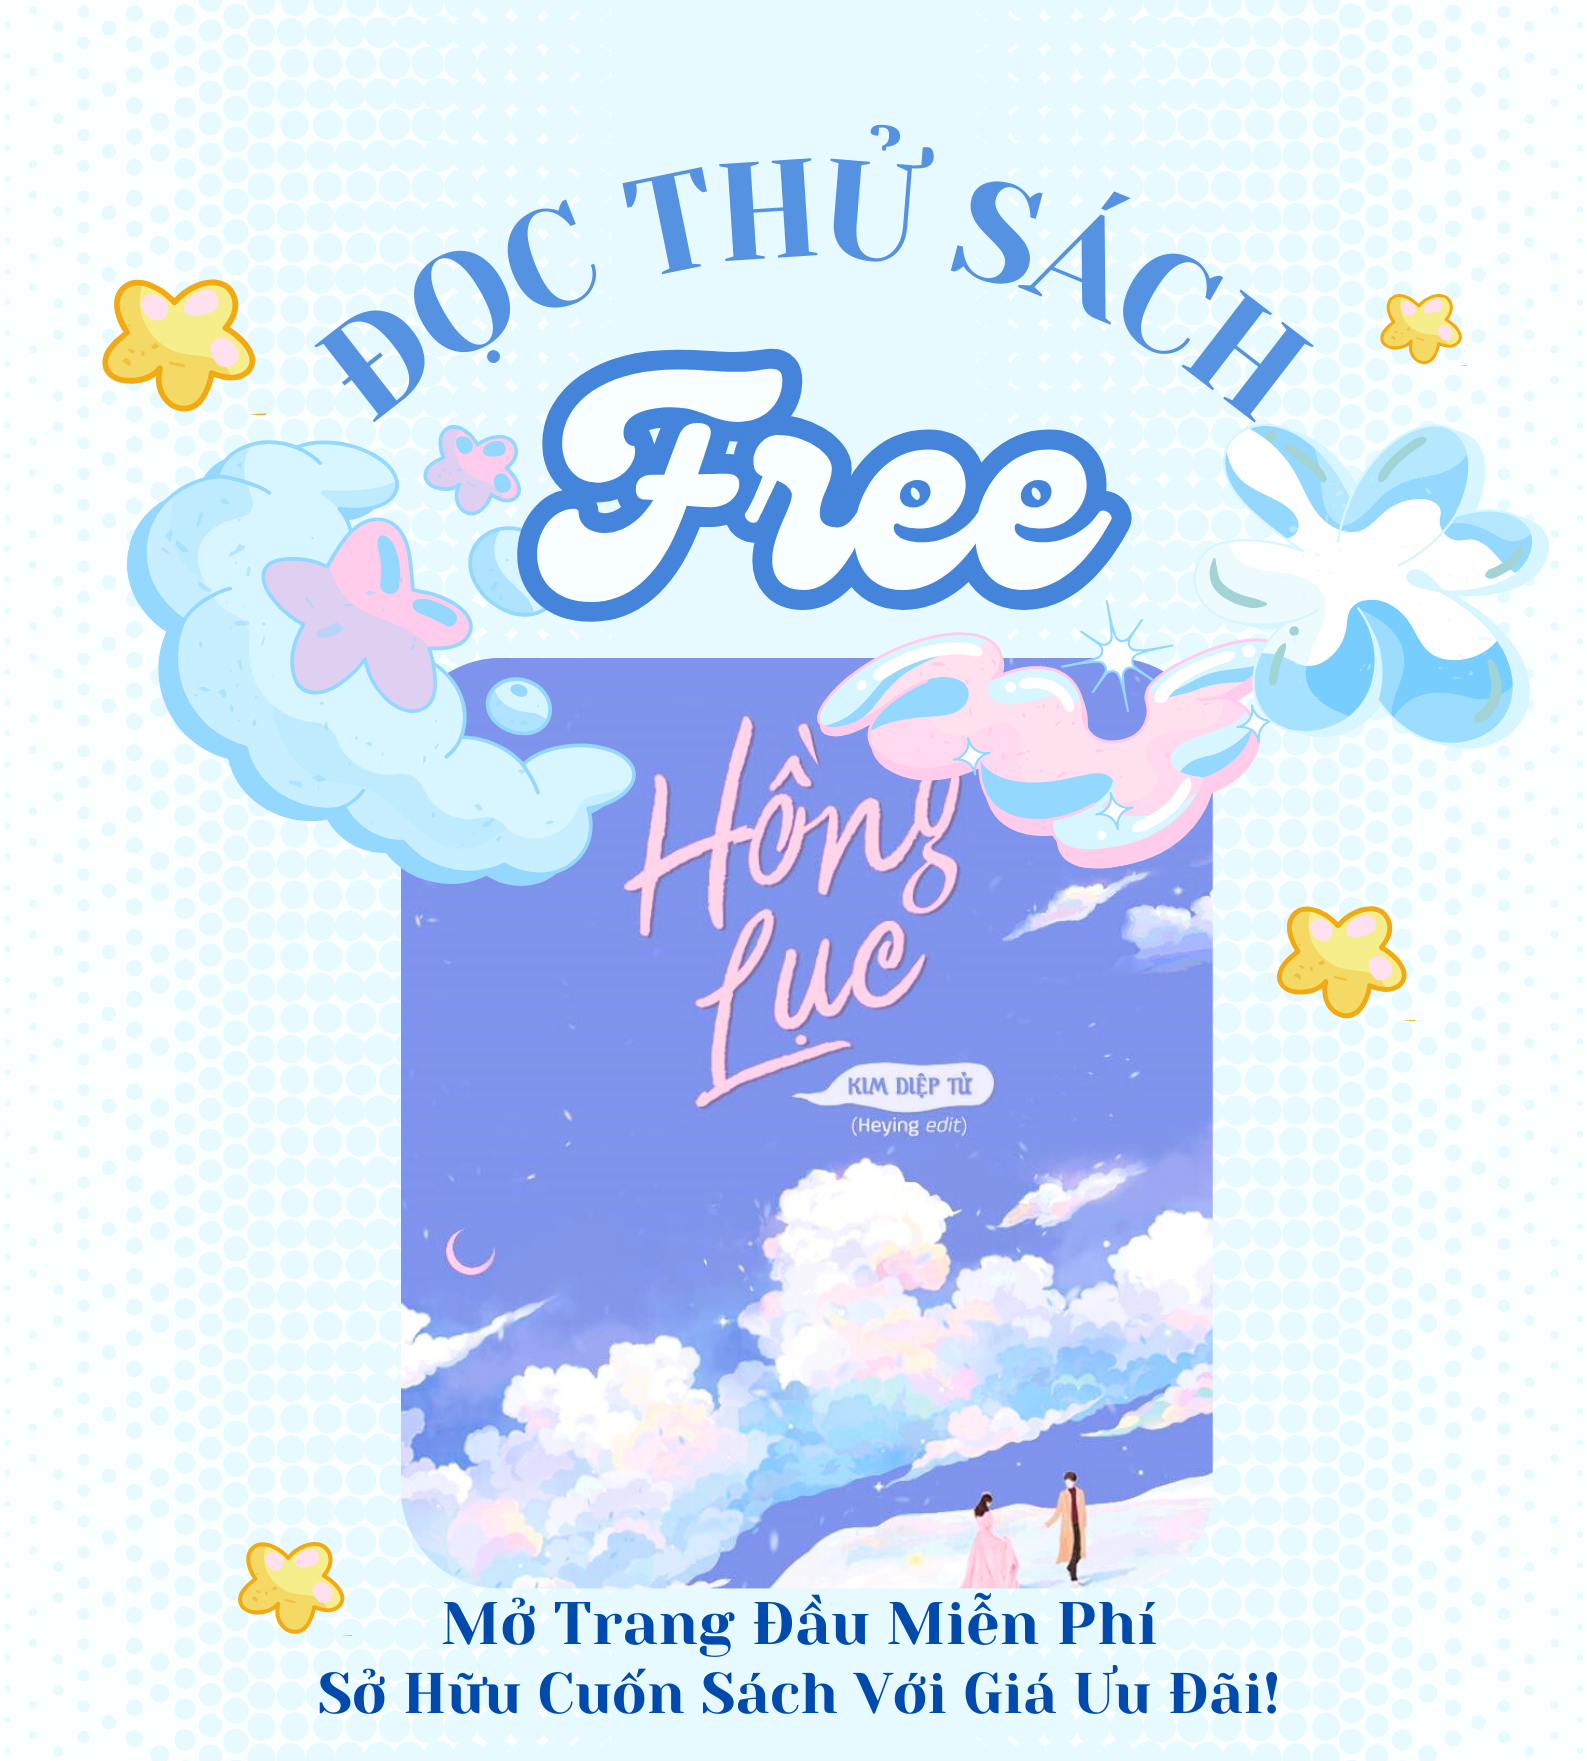 ĐỌC THỬ SÁCH
Free
Hồng
Lục
KIM DIỆP TỬ
(Heying edit)
Mở Trang Đầu Miễn Phí
Sở Hữu Cuốn Sách Với Giá Ưu Đãi!